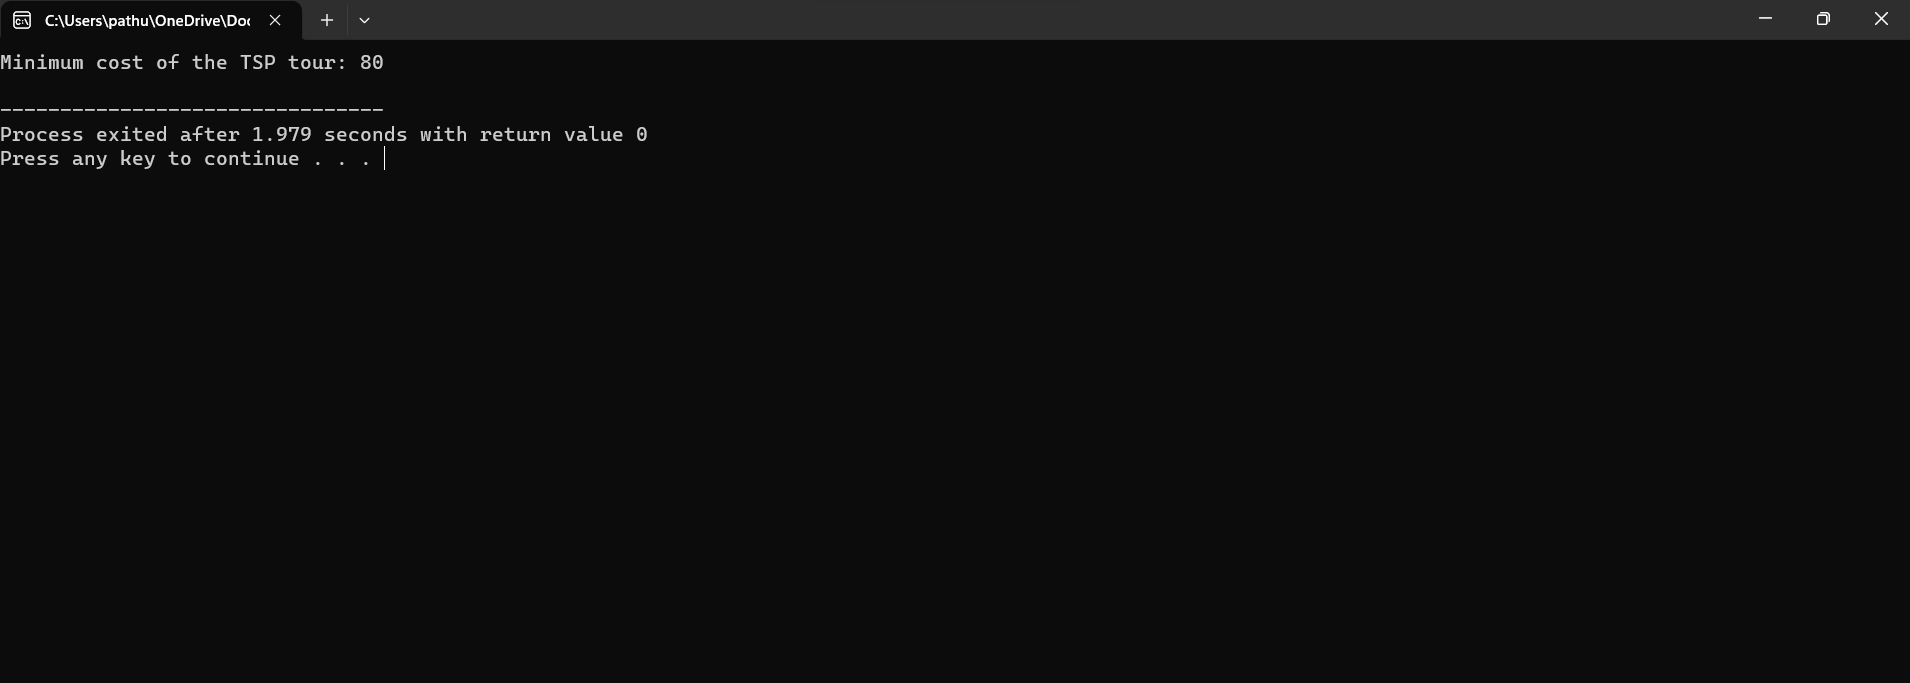 C:\Users\pathu\OneDrive\Doc
Minimum cost of the TSP tour: 80
--------------------------------
Process exited after 1.979 seconds with return value 0
Press any key to continue . . .